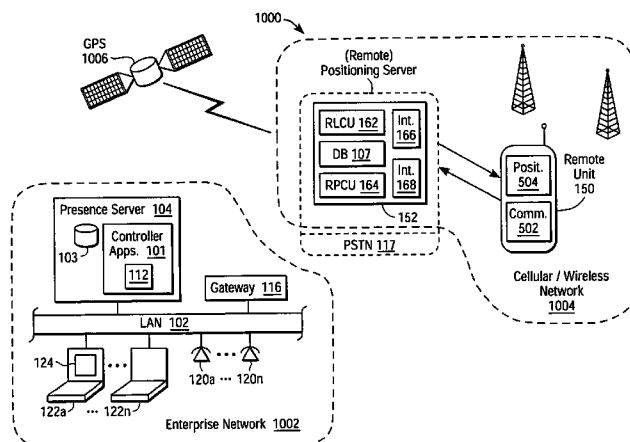 1000
GPS
1006
(Remote)
Positioning Server
RLCU 162
Int.
166
DB 107
RPCU 164
Int.
168
152
PSTN 117
Posit.
504
Comm.
502
Remote
Unit
150
Cellular / Wireless
Network
1004
Presence Server 104
103
Controller
Apps. 101
112
Gateway 116
LAN 102
124
122a ... 122n
120a ... 120n
Enterprise Network 1002